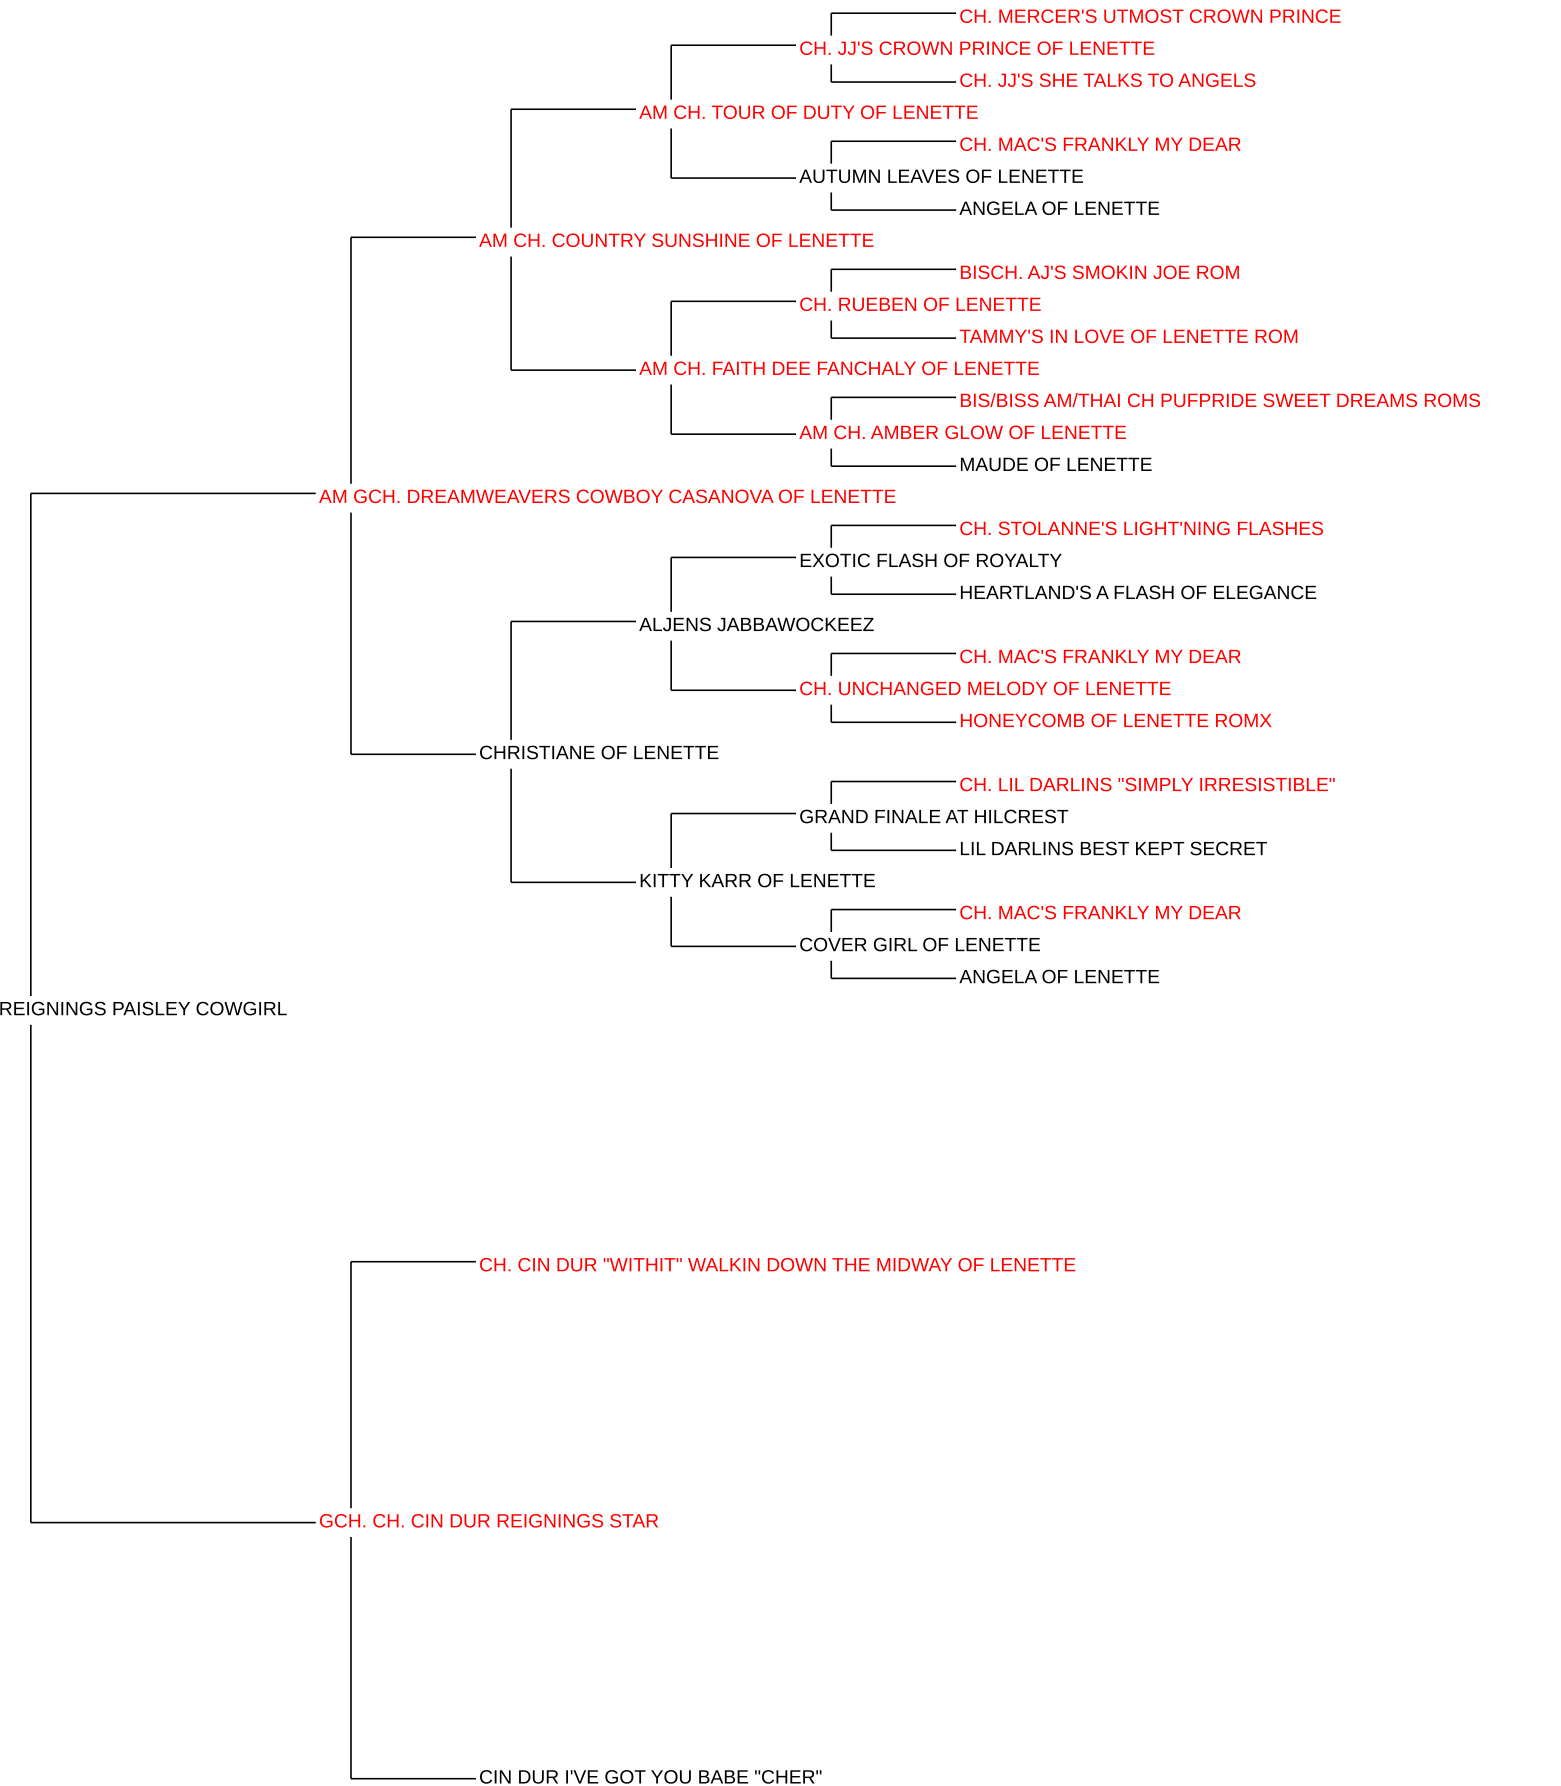 CH. MERCER'S UTMOST CROWN PRINCE
CH. JJ'S CROWN PRINCE OF LENETTE
CH. JJ'S SHE TALKS TO ANGELS
AM CH. TOUR OF DUTY OF LENETTE
CH. MAC'S FRANKLY MY DEAR
AUTUMN LEAVES OF LENETTE
ANGELA OF LENETTE
AM CH. COUNTRY SUNSHINE OF LENETTE
BISCH. AJ'S SMOKIN JOE ROM
CH. RUEBEN OF LENETTE
TAMMY'S IN LOVE OF LENETTE ROM
AM CH. FAITH DEE FANCHALY OF LENETTE
BIS/BISS AM/THAI CH PUFPRIDE SWEET DREAMS ROMS
AM CH. AMBER GLOW OF LENETTE
MAUDE OF LENETTE
AM GCH. DREAMWEAVERS COWBOY CASANOVA OF LENETTE
CH. STOLANNE'S LIGHT'NING FLASHES
EXOTIC FLASH OF ROYALTY
HEARTLAND'S A FLASH OF ELEGANCE
ALJENS JABBAWOCKEEZ
CH. MAC'S FRANKLY MY DEAR
CH. UNCHANGED MELODY OF LENETTE
HONEYCOMB OF LENETTE ROMX
CHRISTIANE OF LENETTE
CH. LIL DARLINS "SIMPLY IRRESISTIBLE"
GRAND FINALE AT HILCREST
LIL DARLINS BEST KEPT SECRET
KITTY KARR OF LENETTE
CH. MAC'S FRANKLY MY DEAR
COVER GIRL OF LENETTE
ANGELA OF LENETTE
REIGNINGS PAISLEY COWGIRL
CH. CIN DUR "WITHIT" WALKIN DOWN THE MIDWAY OF LENETTE
GCH. CH. CIN DUR REIGNINGS STAR
CIN DUR I'VE GOT YOU BABE "CHER"